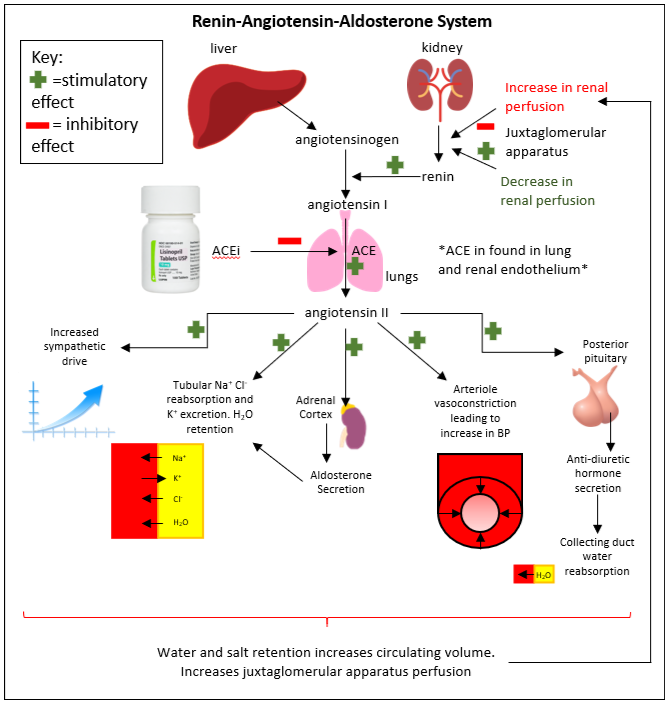 Renin-Angiotensin-Aldosterone System
Key:
=stimulatory
effect
= inhibitory
effect
liver
kidney
Increase in renal
perfusion
Juxtaglomerular
apparatus
Decrease in
renal perfusion
angiotensinogen
renin
angiotensin I
Lisinopril
Tablets USP
ACEi
ACE
lungs
*ACE in found in lung
and renal endothelium*
angiotensin II
Increased
sympathetic
drive
Tubular Na⁺ Cl⁻
reabsorption and
K⁺ excretion. H₂O
retention
Adrenal
Cortex
Aldosterone
Secretion
Arteriole
vasoconstriction
leading to
increase in BP
Posterior
pituitary
Anti-diuretic
hormone
secretion
Collecting duct
water
reabsorption
Na⁺
K⁺
Cl⁻
H₂O
H₂O
Water and salt retention increases circulating volume.
Increases juxtaglomerular apparatus perfusion